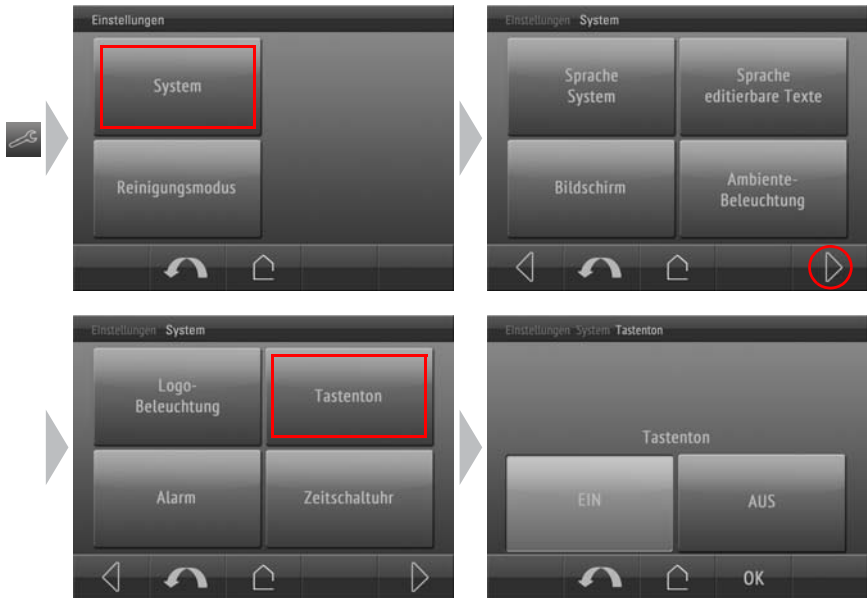 Einstellungen
System
Reinigungsmodus
Einstellungen System
Sprache
System
Sprache
editierbare Texte
Bildschirm
Ambiente-
Beleuchtung
Einstellungen System
Logo-
Beleuchtung
Tastenton
Alarm
Zeitschaltuhr
Einstellungen System Tastenton
Tastenton
EIN
AUS
OK